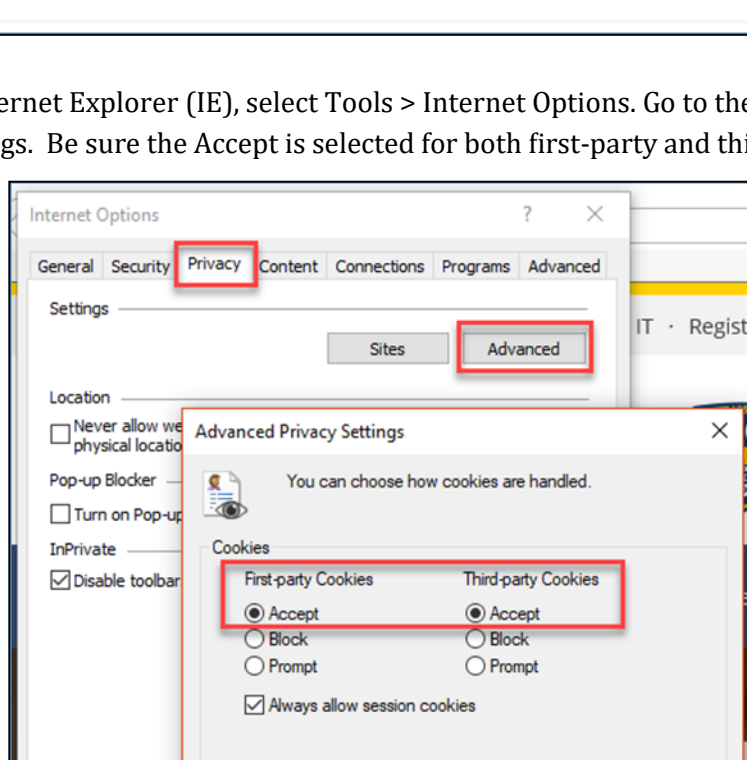 ernet Explorer (IE), select Tools > Internet Options. Go to the
gs.  Be sure the Accept is selected for both first-party and thi
Internet Options ? ×
General Security Privacy Content Connections Programs Advanced
Settings
Sites Advanced
IT · Regist
Location
Never allow we
physical locatio
Advanced Privacy Settings ×
Pop-up Blocker
You can choose how cookies are handled.
Turn on Pop-up
InPrivate
Cookies
Disable toolbar
First-party Cookies Third-party Cookies
Accept Accept
Block Block
Prompt Prompt
Always allow session cookies